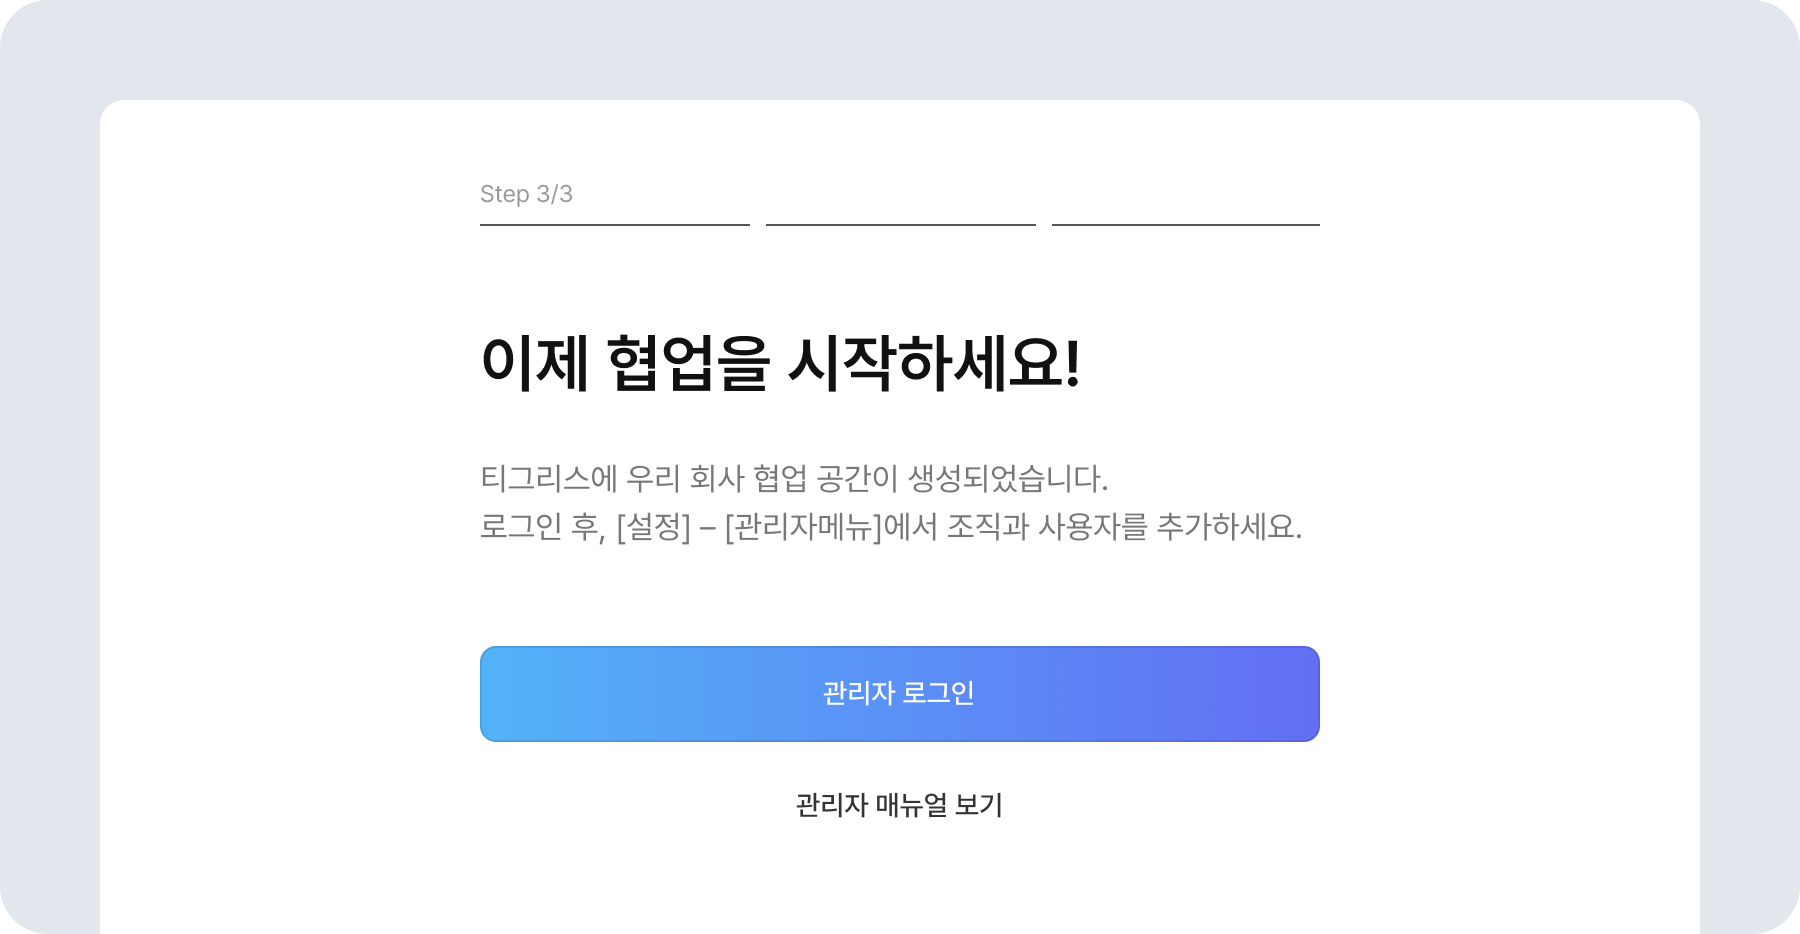 Step 3/3
이제 협업을 시작하세요!
티그리스에 우리 회사 협업 공간이 생성되었습니다.
로그인 후, [설정] – [관리자메뉴]에서 조직과 사용자를 추가하세요.
관리자 로그인
관리자 매뉴얼 보기